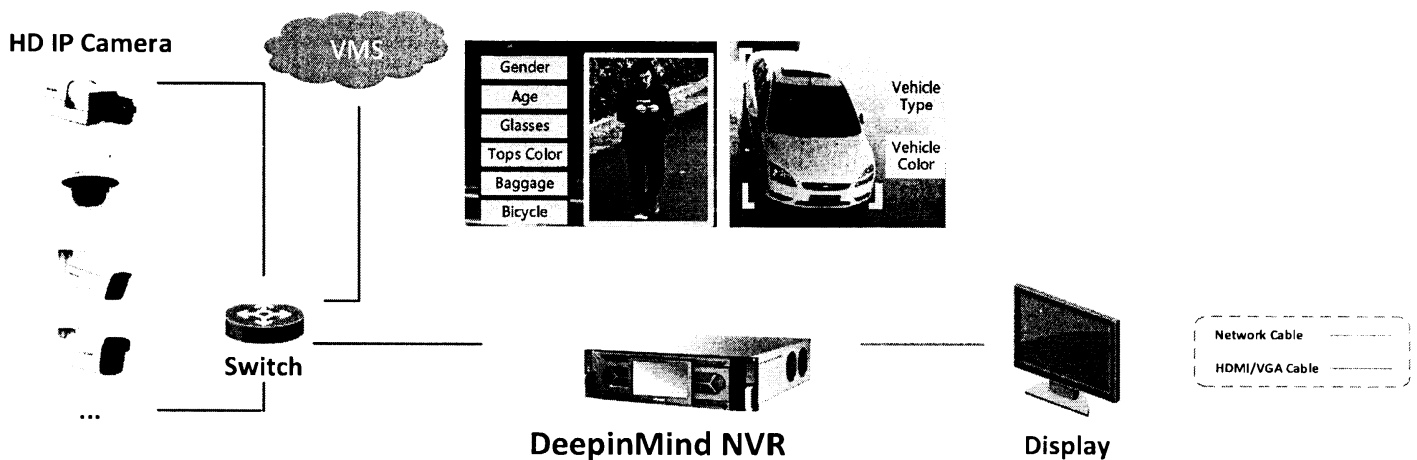 HD IP Camera
VMS
Gender
Age
Glasses
Tops Color
Baggage
Bicycle
Vehicle
Type
Vehicle
Color
Switch
...
DeepinMind NVR
Display
Network Cable
HDMI/VGA Cable